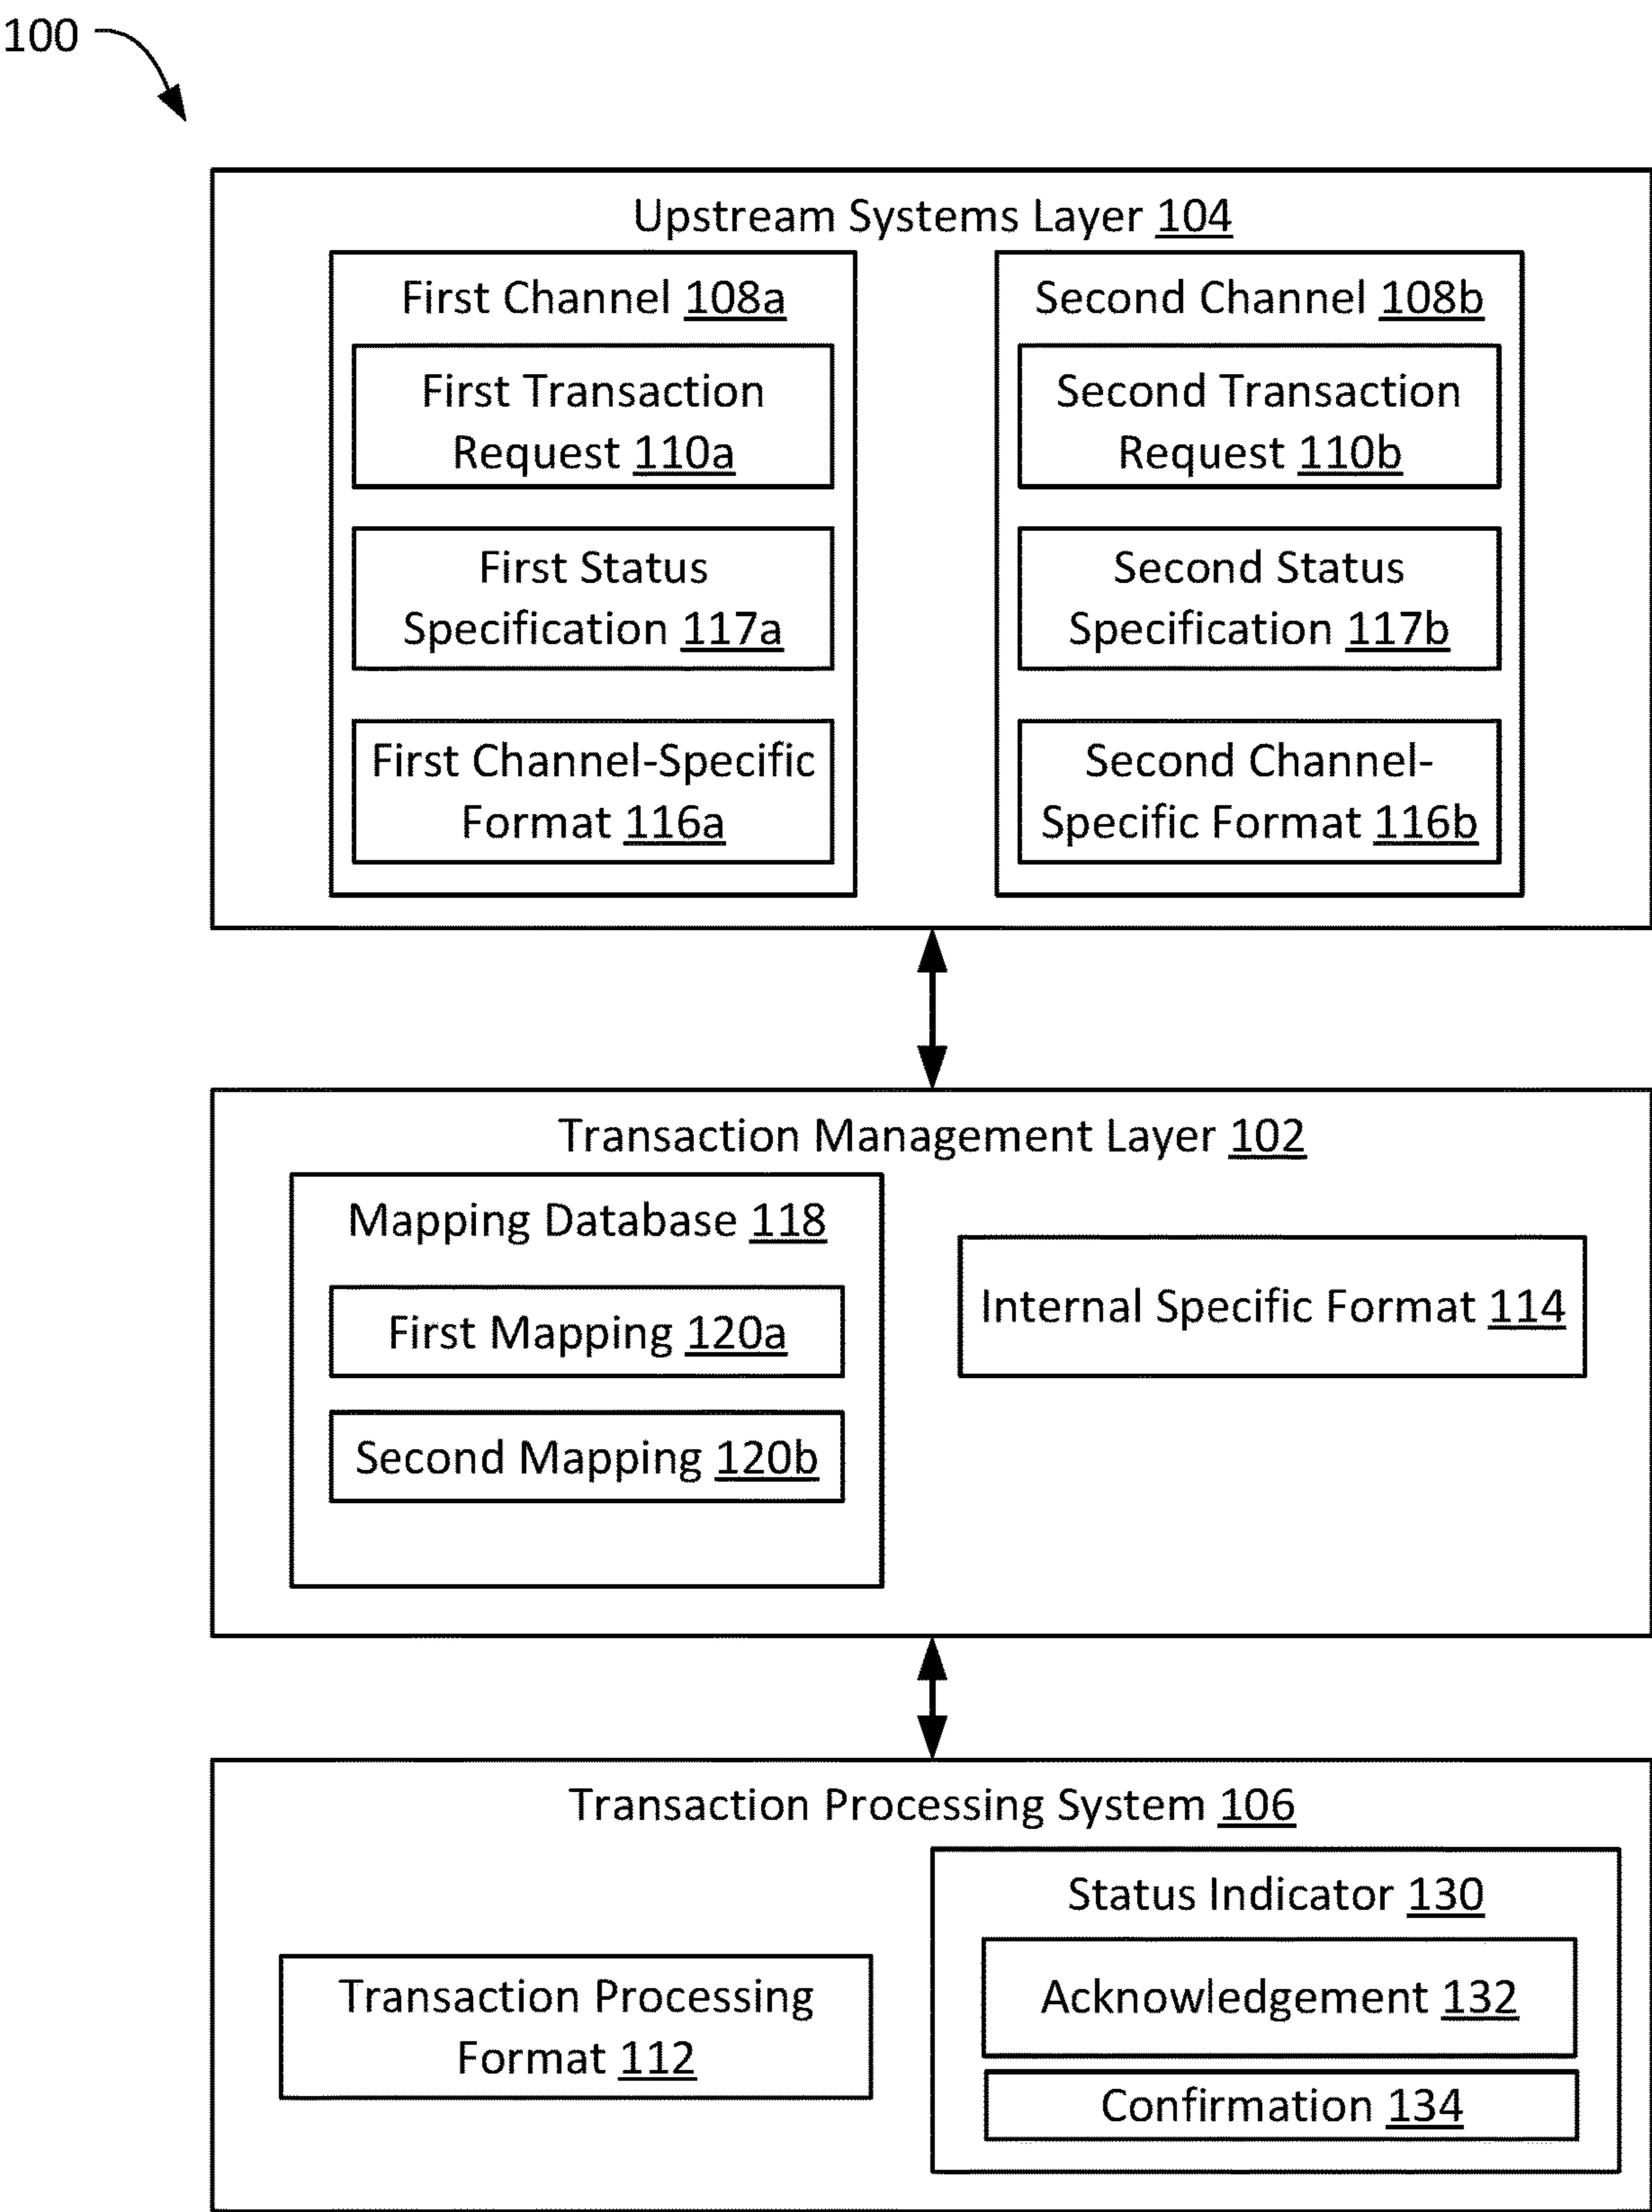 100
Upstream Systems Layer 104
First Channel 108a
First Transaction
Request 110a
First Status
Specification 117a
First Channel-Specific
Format 116a
Second Channel 108b
Second Transaction
Request 110b
Second Status
Specification 117b
Second Channel-
Specific Format 116b
Transaction Management Layer 102
Mapping Database 118
First Mapping 120a
Second Mapping 120b
Internal Specific Format 114
Transaction Processing System 106
Transaction Processing
Format 112
Status Indicator 130
Acknowledgement 132
Confirmation 134